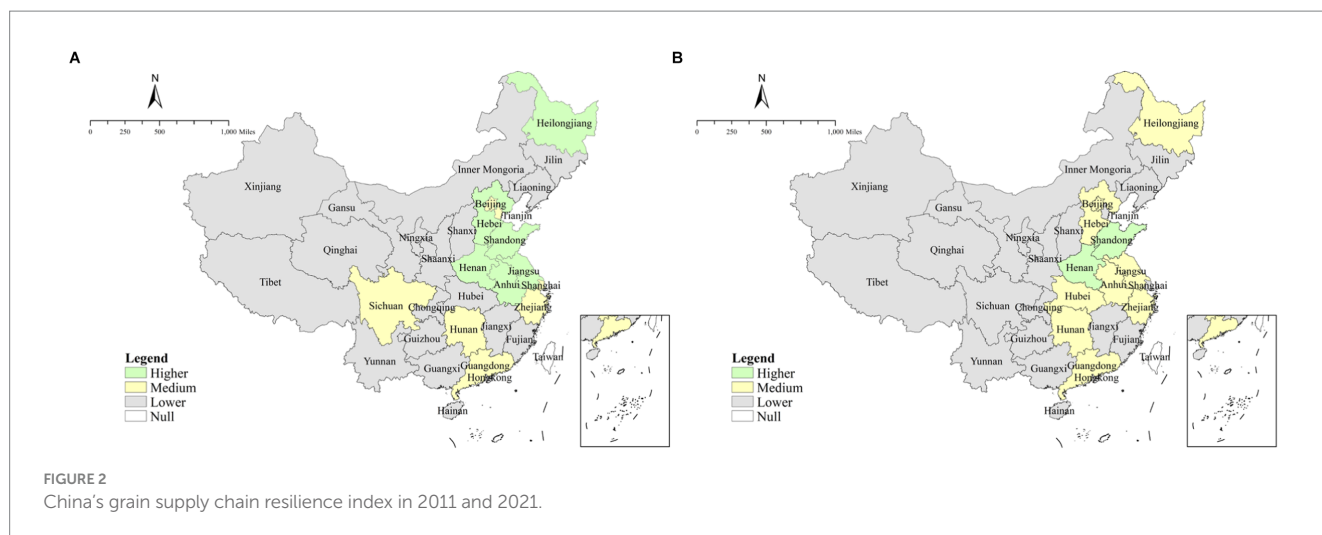 A
N
0 250 500 1,000 Miles
Heilongjiang
Jilin
Inner Mongoria
Liaoning
Xinjiang
Beijing
Gansu
Tianjin
Hebei
Shanxi
Ningxia
Shandong
Qinghai
Shaanxi
Henan
Jiangsu
Tibet
Anhui
Shanghai
Hubei
Sichuan
Chongqing
Zhejiang
Hunan
Jiangxi
Guizhou
Fujian
Taiwan
Yunnan
Guangdong
Guangxi
Hongkong
Hainan
Legend
Higher
Medium
Lower
Null
B
N
0 250 500 1,000 Miles
Heilongjiang
Jilin
Inner Mongoria
Liaoning
Xinjiang
Beijing
Gansu
Tianjin
Hebei
Shanxi
Ningxia
Shandong
Qinghai
Shaanxi
Henan
Jiangsu
Tibet
Anhui
Shanghai
Hubei
Sichuan
Chongqing
Zhejiang
Hunan
Jiangxi
Guizhou
Fujian
Taiwan
Yunnan
Guangdong
Guangxi
Hongkong
Hainan
Legend
Higher
Medium
Lower
Null
FIGURE 2
China's grain supply chain resilience index in 2011 and 2021.